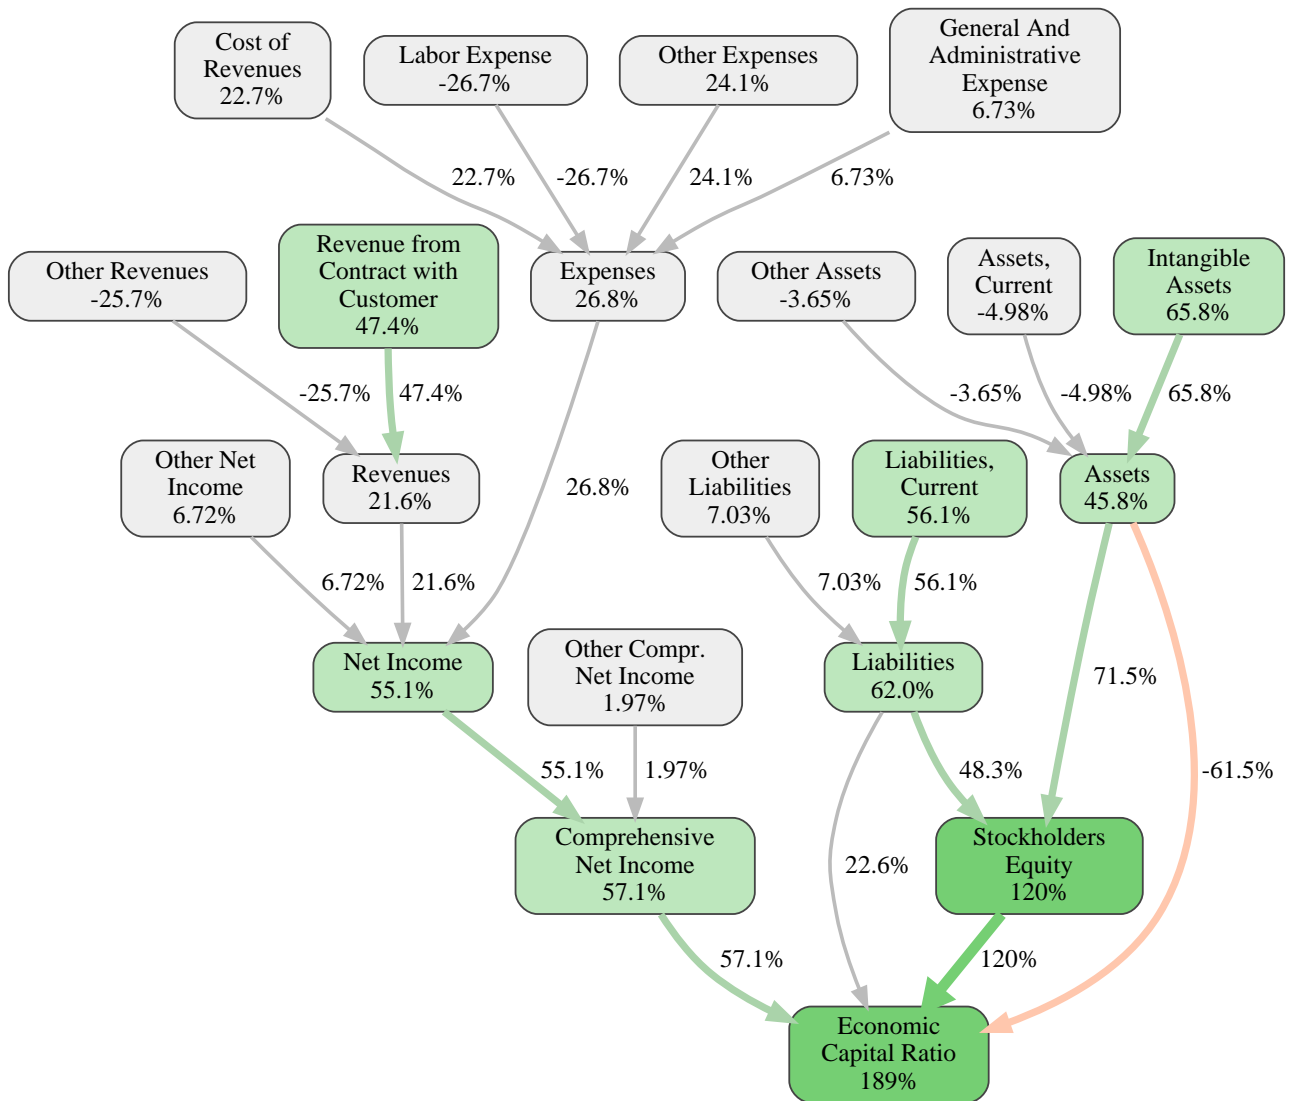 Cost of
Revenues
22.7%
Labor Expense
-26.7%
Other Expenses
24.1%
General And
Administrative
Expense
6.73%
22.7%
-26.7%
24.1%
6.73%
Other Revenues
-25.7%
Revenue from
Contract with
Customer
47.4%
Expenses
26.8%
Other Assets
-3.65%
Assets,
Current
-4.98%
Intangible
Assets
65.8%
-25.7%
47.4%
-3.65%
-4.98%
65.8%
Other Net
Income
6.72%
Revenues
21.6%
26.8%
Other
Liabilities
7.03%
Liabilities,
Current
56.1%
Assets
45.8%
6.72%
21.6%
7.03%
56.1%
Net Income
55.1%
Other Compr.
Net Income
1.97%
Liabilities
62.0%
71.5%
55.1%
1.97%
48.3%
-61.5%
Comprehensive
Net Income
57.1%
22.6%
Stockholders
Equity
120%
57.1%
120%
Economic
Capital Ratio
189%